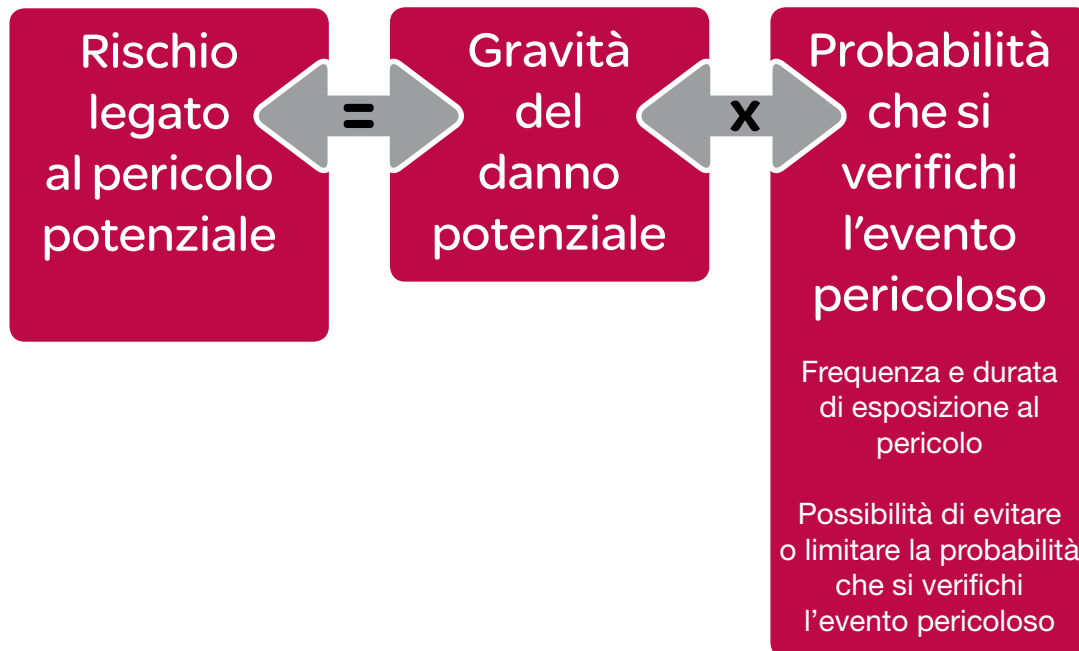 Rischio
legato
al pericolo
potenziale
=
Gravità
del
danno
potenziale
x
Probabilità
che si
verifichi
l'evento
pericoloso
Frequenza e durata
di esposizione al
pericolo
Possibilità di evitare
o limitare la probabilità
che si verifichi
l'evento pericoloso